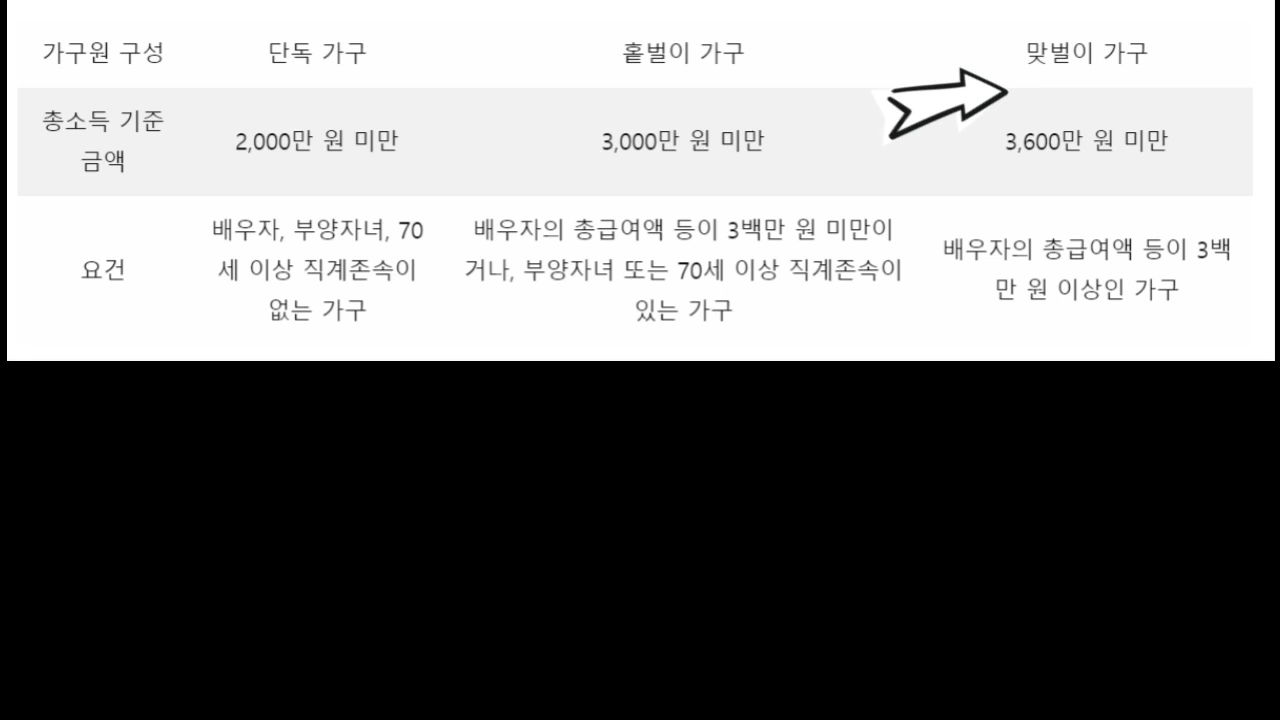 가구원 구성
단독 가구
홑벌이 가구
맞벌이 가구
총소득 기준
금액
2,000만 원 미만
3,000만 원 미만
3,600만 원 미만
요건
배우자, 부양자녀, 70
세 이상 직계존속이
없는 가구
배우자의 총급여액 등이 3백만 원 미만이
거나, 부양자녀 또는 70세 이상 직계존속이
있는 가구
배우자의 총급여액 등이 3백
만 원 이상인 가구